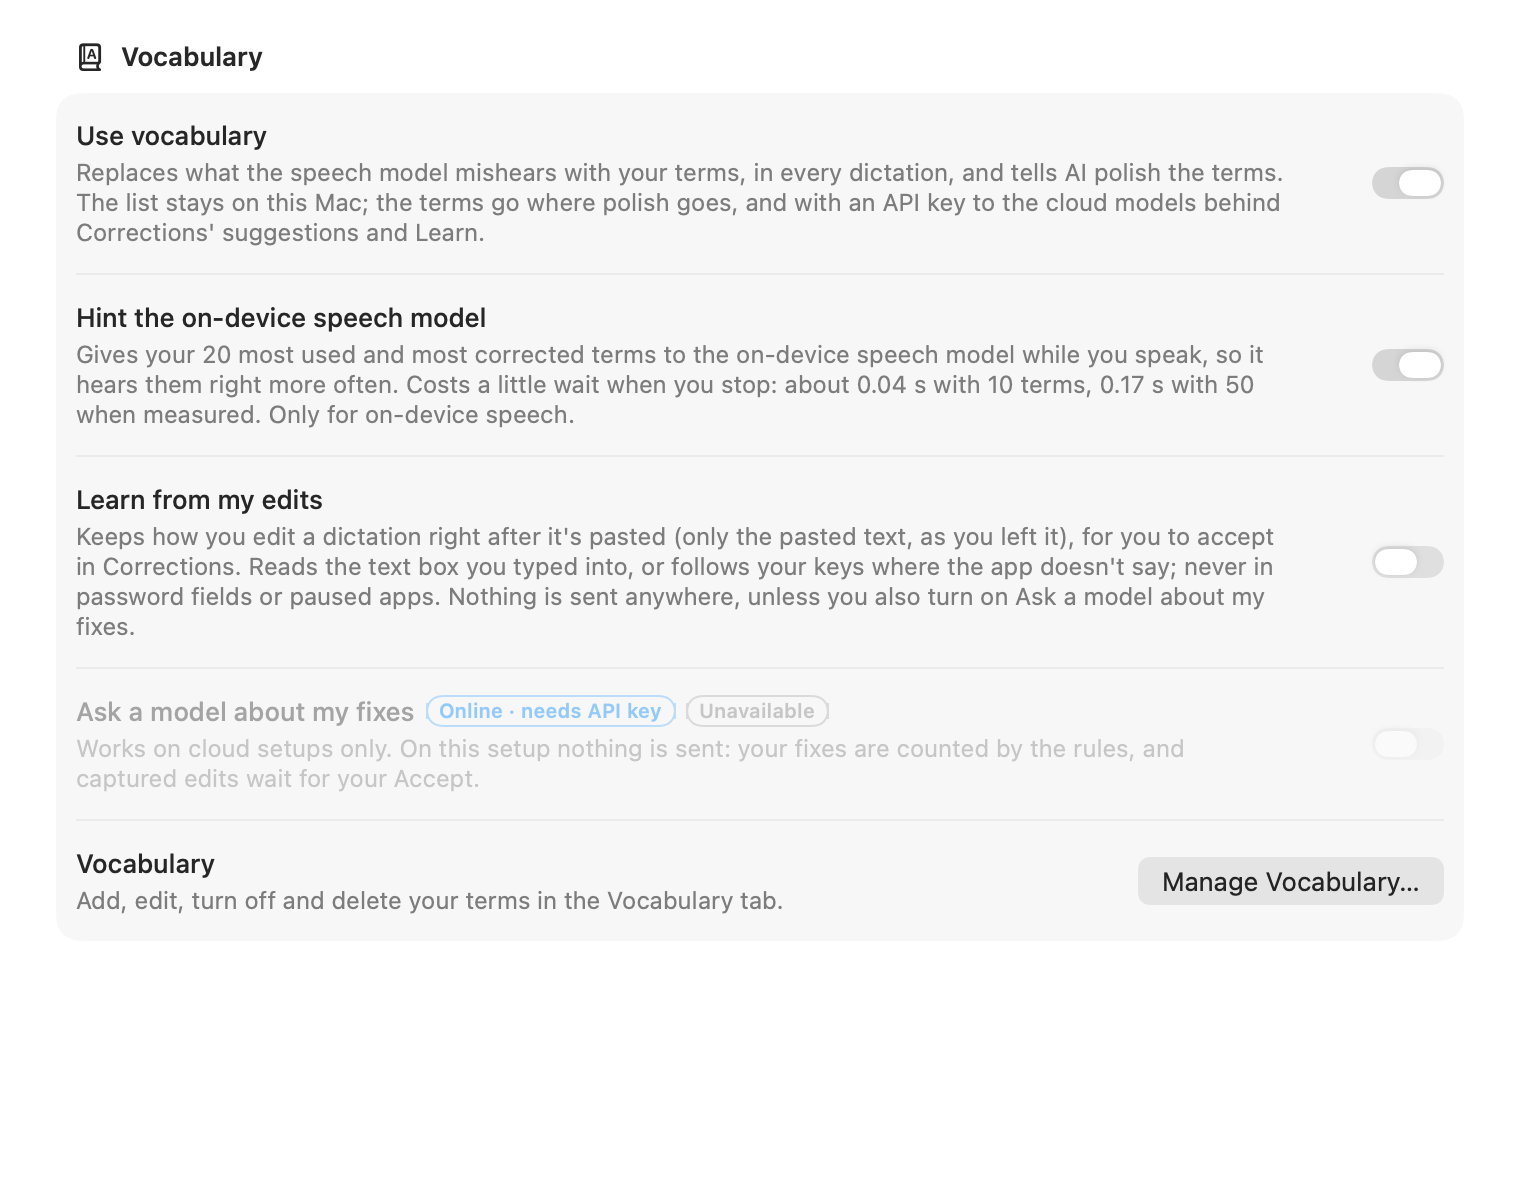 Vocabulary
Use vocabulary
Replaces what the speech model mishears with your terms, in every dictation, and tells AI polish the terms.
The list stays on this Mac; the terms go where polish goes, and with an API key to the cloud models behind
Corrections' suggestions and Learn.
Hint the on-device speech model
Gives your 20 most used and most corrected terms to the on-device speech model while you speak, so it
hears them right more often. Costs a little wait when you stop: about 0.04 s with 10 terms, 0.17 s with 50
when measured. Only for on-device speech.
Learn from my edits
Keeps how you edit a dictation right after it's pasted (only the pasted text, as you left it), for you to accept
in Corrections. Reads the text box you typed into, or follows your keys where the app doesn't say; never in
password fields or paused apps. Nothing is sent anywhere, unless you also turn on Ask a model about my
fixes.
Ask a model about my fixes Online · needs API key Unavailable
Works on cloud setups only. On this setup nothing is sent: your fixes are counted by the rules, and
captured edits wait for your Accept.
Vocabulary
Add, edit, turn off and delete your terms in the Vocabulary tab.
Manage Vocabulary...